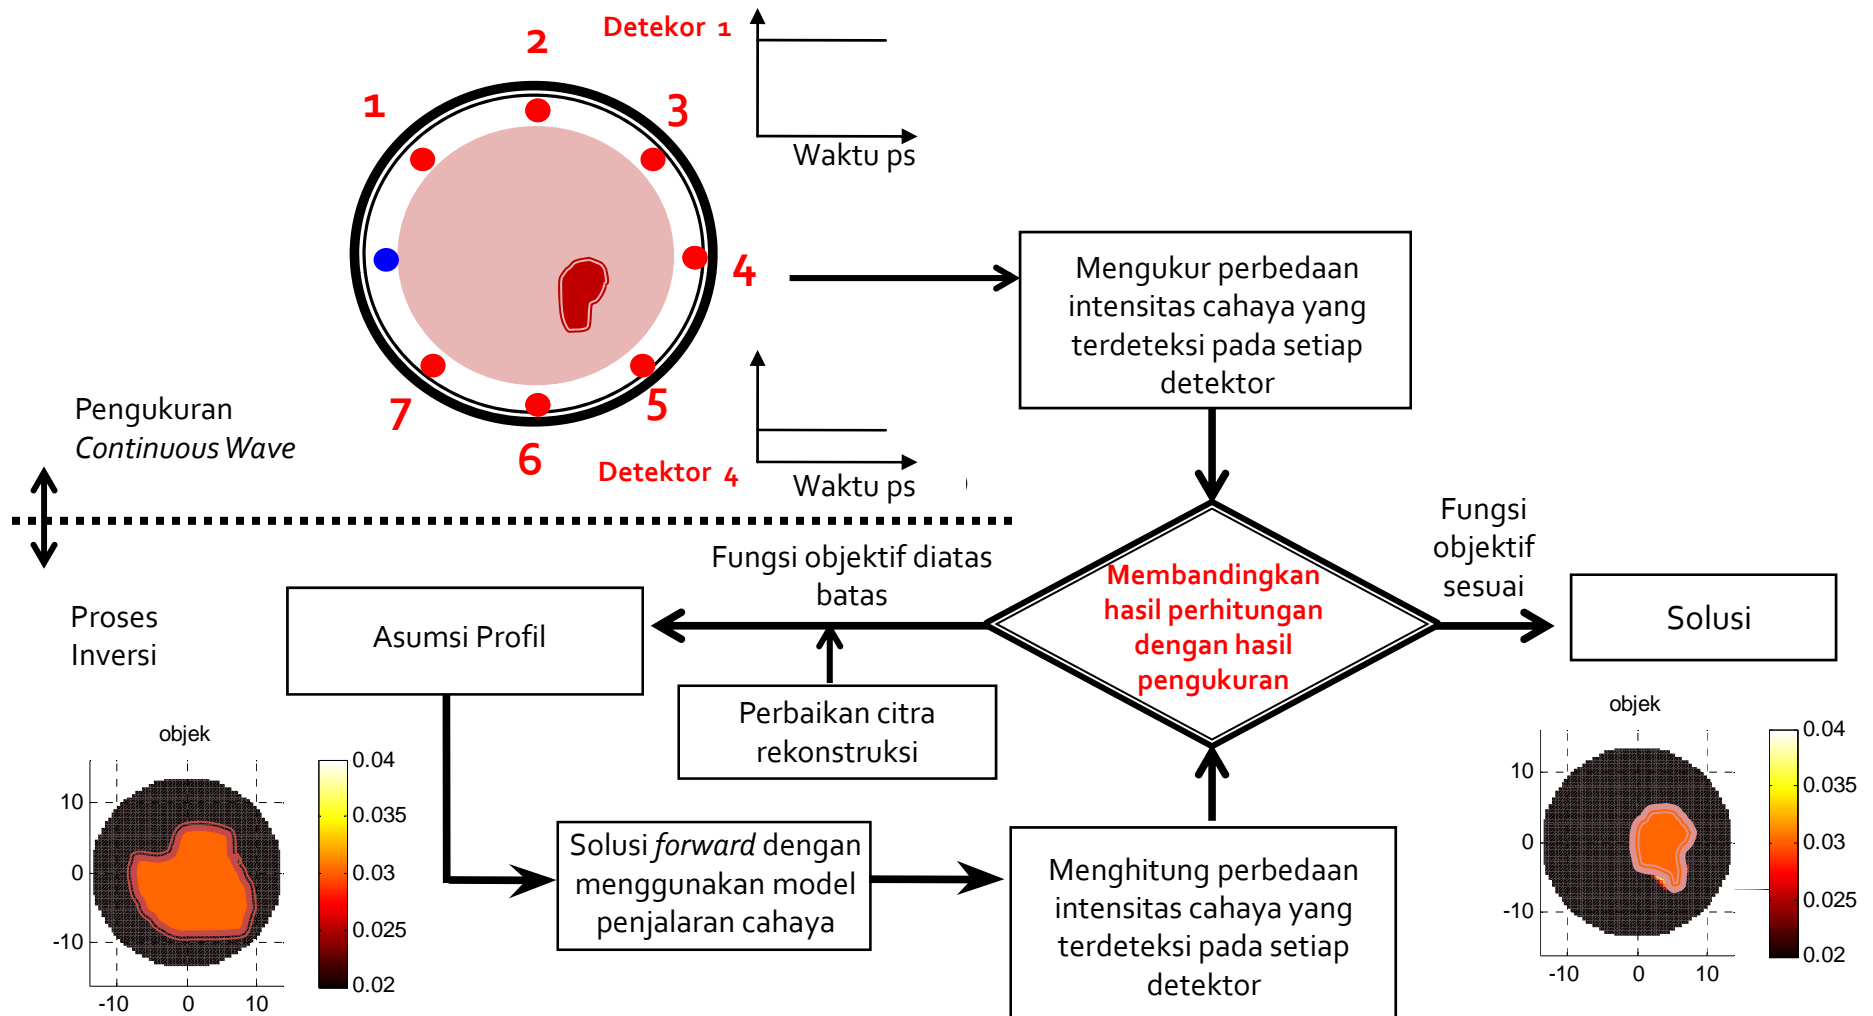 Detekor 1
2
1
3
Waktu ps
4
Mengukur perbedaan
intensitas cahaya yang
terdeteksi pada setiap
detektor
Pengukuran
Continuous Wave
7
5
6
Detektor 4
Waktu ps
Fungsi
objektif
sesuai
Fungsi objektif diatas
batas
Membandingkan
hasil perhitungan
dengan hasil
pengukuran
Solusi
Proses
Inversi
Asumsi Profil
Perbaikan citra
rekonstruksi
objek
10
0
-10
-10
0
10
0.04
0.035
0.03
0.025
0.02
Solusi forward dengan
menggunakan model
penjalaran cahaya
Menghitung perbedaan
intensitas cahaya yang
terdeteksi pada setiap
detektor
objek
10
0
-10
-10
0
10
0.04
0.035
0.03
0.025
0.02